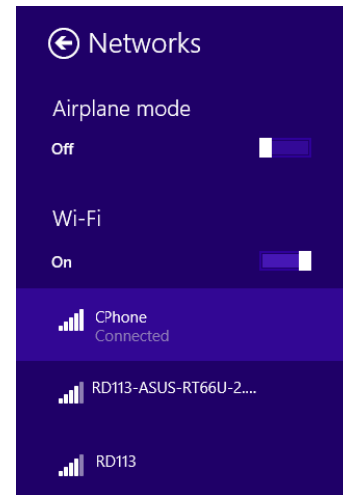 Networks
Airplane mode
Off
Wi-Fi
On
CPhone
Connected
RD113-ASUS-RT66U-2....
RD113